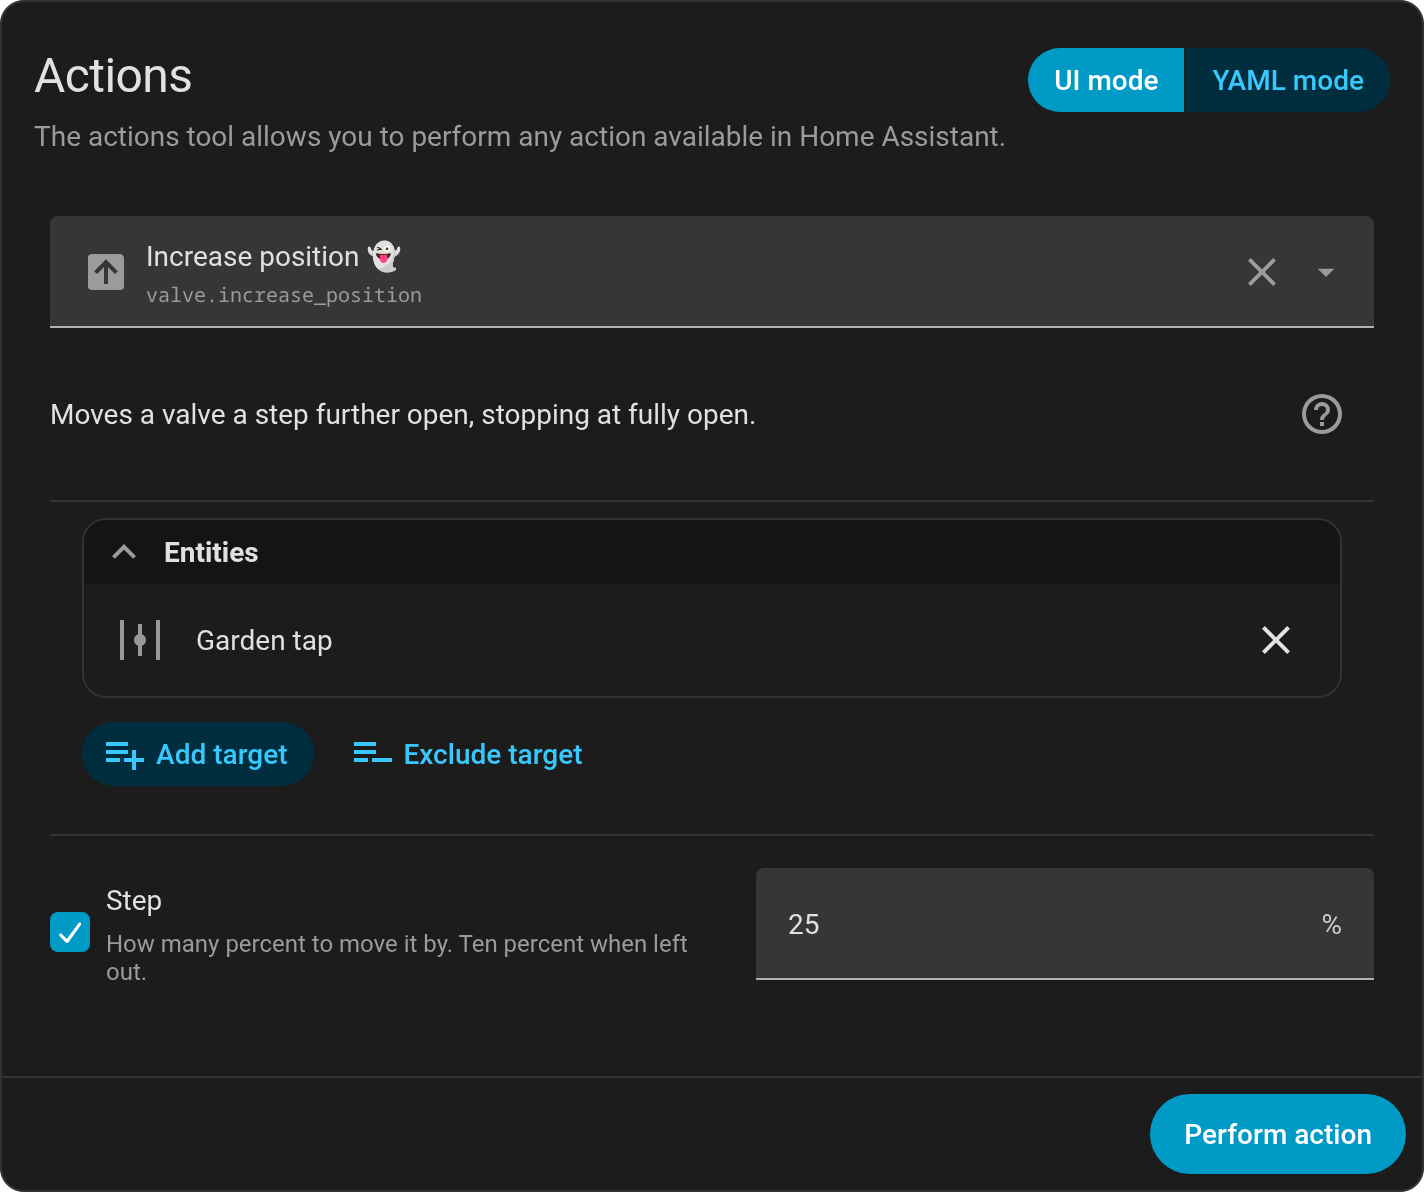 Actions
UI mode
YAML mode
The actions tool allows you to perform any action available in Home Assistant.
Increase position 👻
valve.increase_position
Moves a valve a step further open, stopping at fully open.
Entities
Garden tap
Add target
Exclude target
Step
How many percent to move it by. Ten percent when left
out.
25
%
Perform action